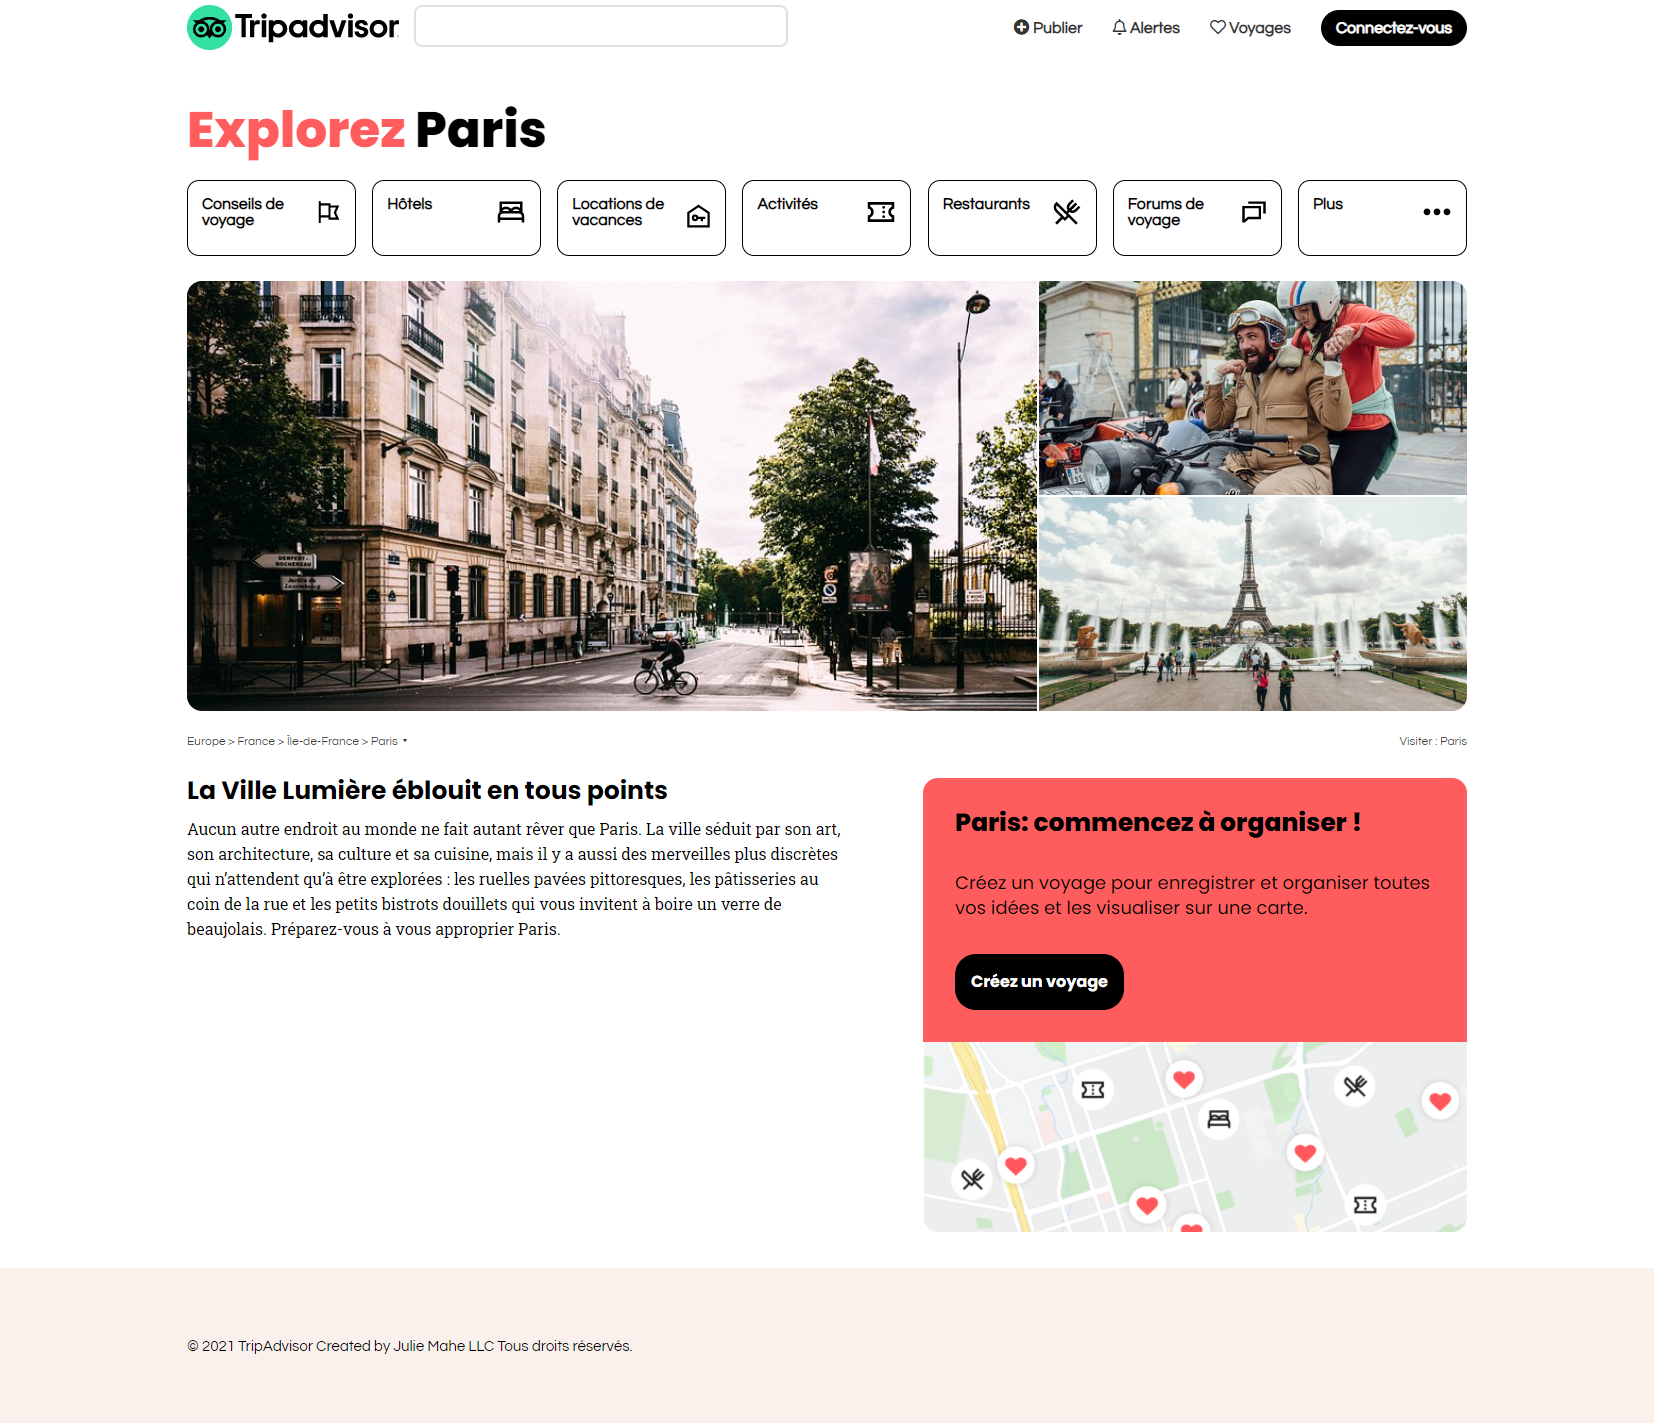 Tripadvisor
Publier
Alertes
Voyages
Connectez-vous
Explorez Paris
Conseils de
voyage
Hôtels
Locations de
vacances
Activités
Restaurants
Forums de
voyage
Plus
DENFERT-
ROCHEREAU
Jardin du
Luxembourg
Europe > France > Île-de-France > Paris
Visiter : Paris
La Ville Lumière éblouit en tous points
Aucun autre endroit au monde ne fait autant rêver que Paris. La ville séduit par son art,
son architecture, sa culture et sa cuisine, mais il y a aussi des merveilles plus discrètes
qui n’attendent qu’à être explorées : les ruelles pavées pittoresques, les pâtisseries au
coin de la rue et les petits bistrots douillets qui vous invitent à boire un verre de
beaujolais. Préparez-vous à vous approprier Paris.
Paris: commencez à organiser !
Créez un voyage pour enregistrer et organiser toutes
vos idées et les visualiser sur une carte.
Créez un voyage
© 2021 TripAdvisor Created by Julie Mahe LLC Tous droits réservés.